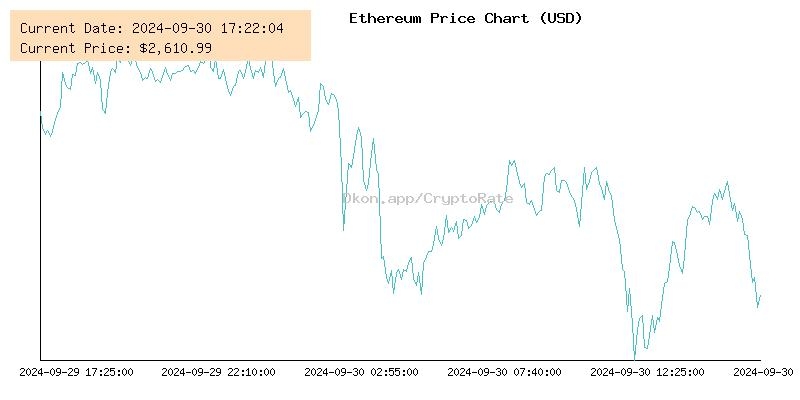 Ethereum Price Chart (USD)
Current Date: 2024-09-30 17:22:04
Current Price: $2,610.99
Dkon.app/CryptoRate
2024-09-29 17:25:00
2024-09-29 22:10:00
2024-09-30 02:55:00
2024-09-30 07:40:00
2024-09-30 12:25:00
2024-09-30